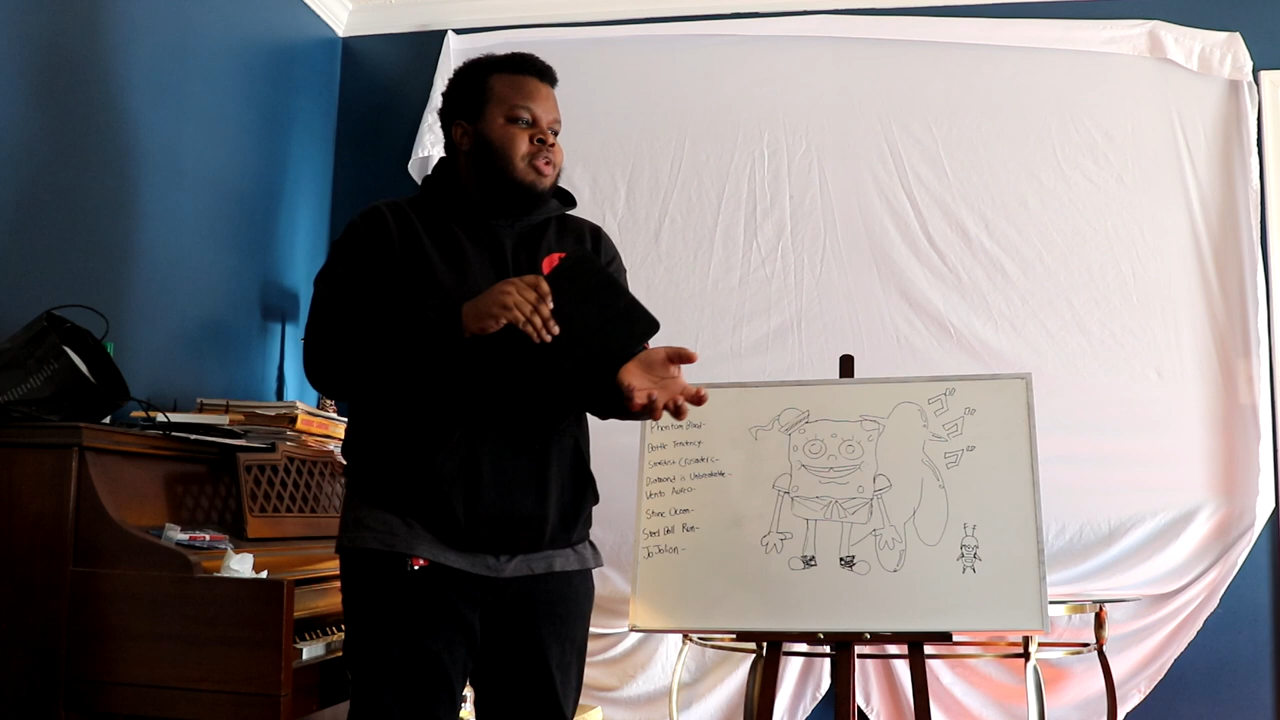 Phantom Blood-
Battle Tendency-
Stardust Crusaders-
Diamond is Unbreakable-
Vento Aureo-
Stone Ocean-
Steel Ball Run-
JoJolion-
ゴ
ゴ
ゴ